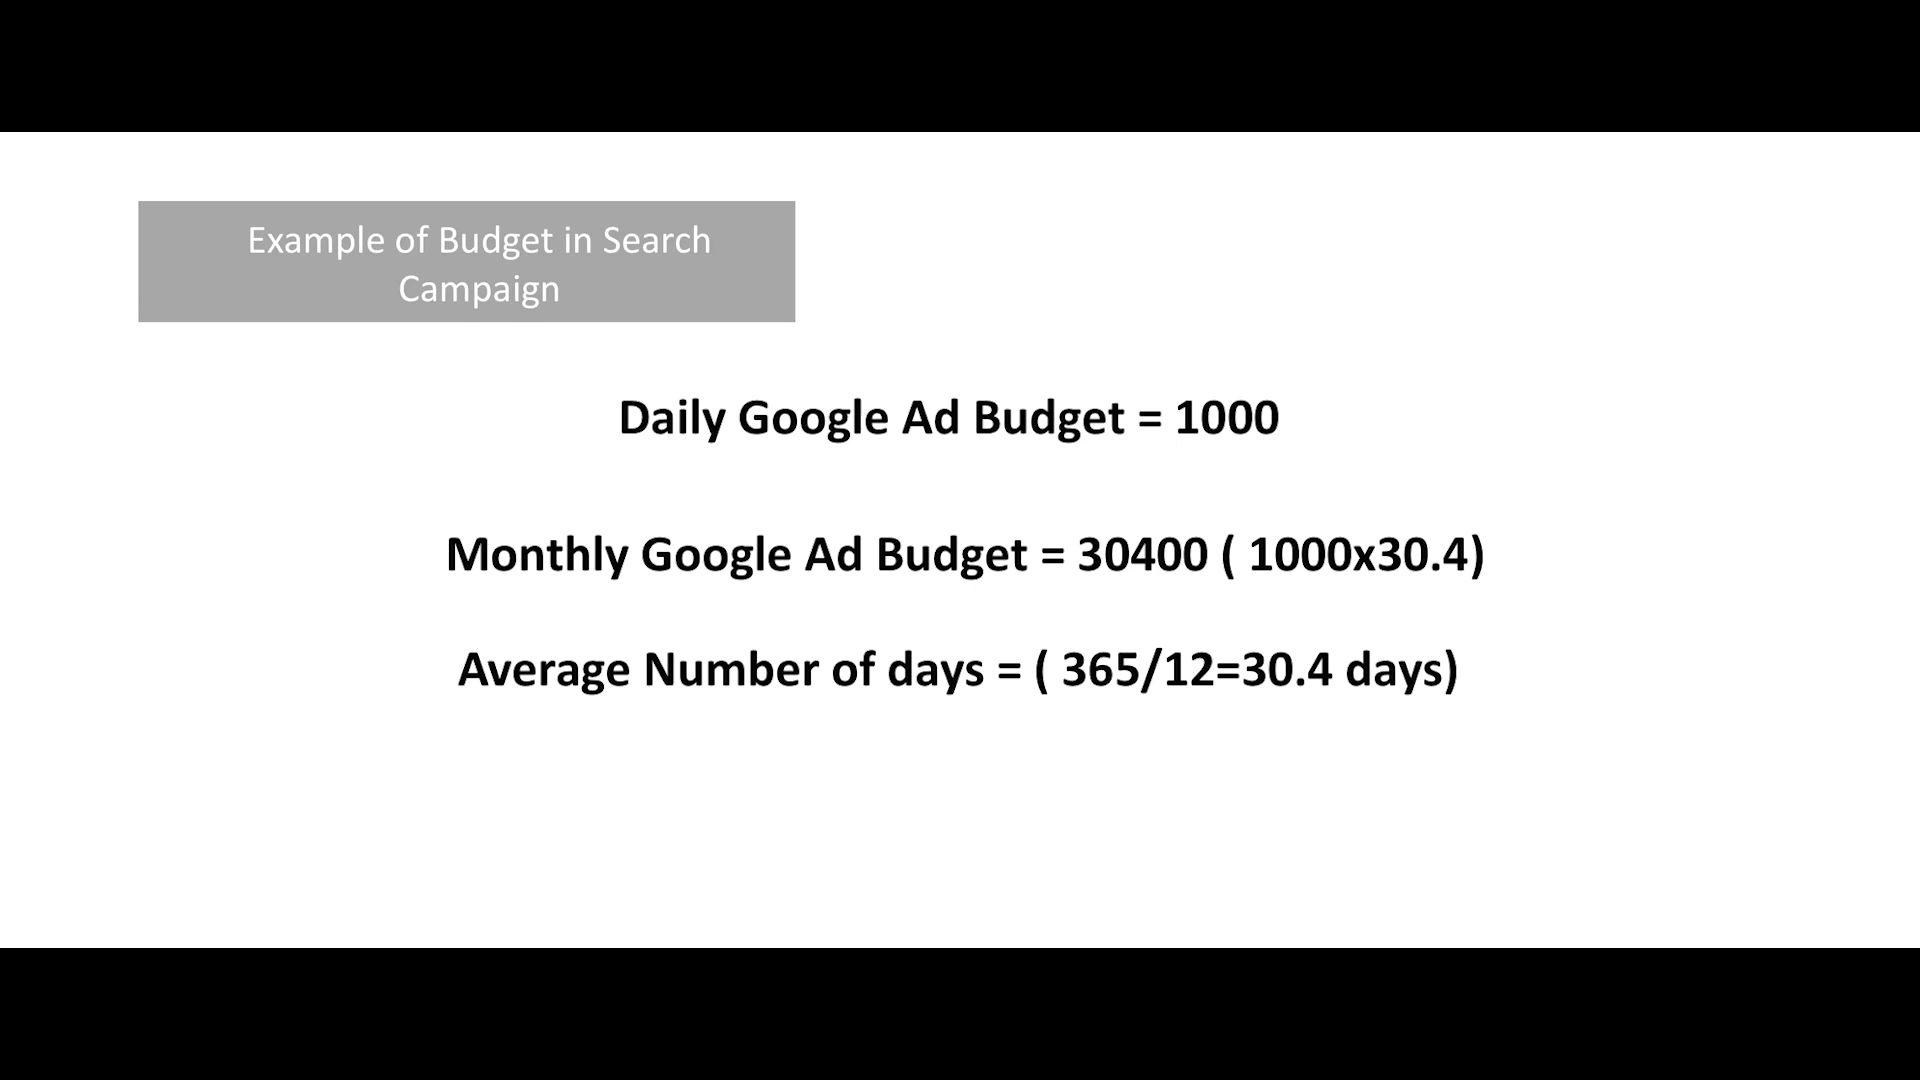 Example of Budget in Search
Campaign
Daily Google Ad Budget = 1000
Monthly Google Ad Budget = 30400 ( 1000x30.4)
Average Number of days = ( 365/12=30.4 days)